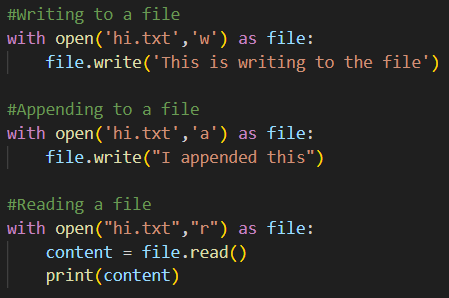 #Writing to a file
with open('hi.txt','w') as file:
    file.write('This is writing to the file')
#Appending to a file
with open('hi.txt','a') as file:
    file.write("I appended this")
#Reading a file
with open("hi.txt","r") as file:
    content = file.read()
    print(content)